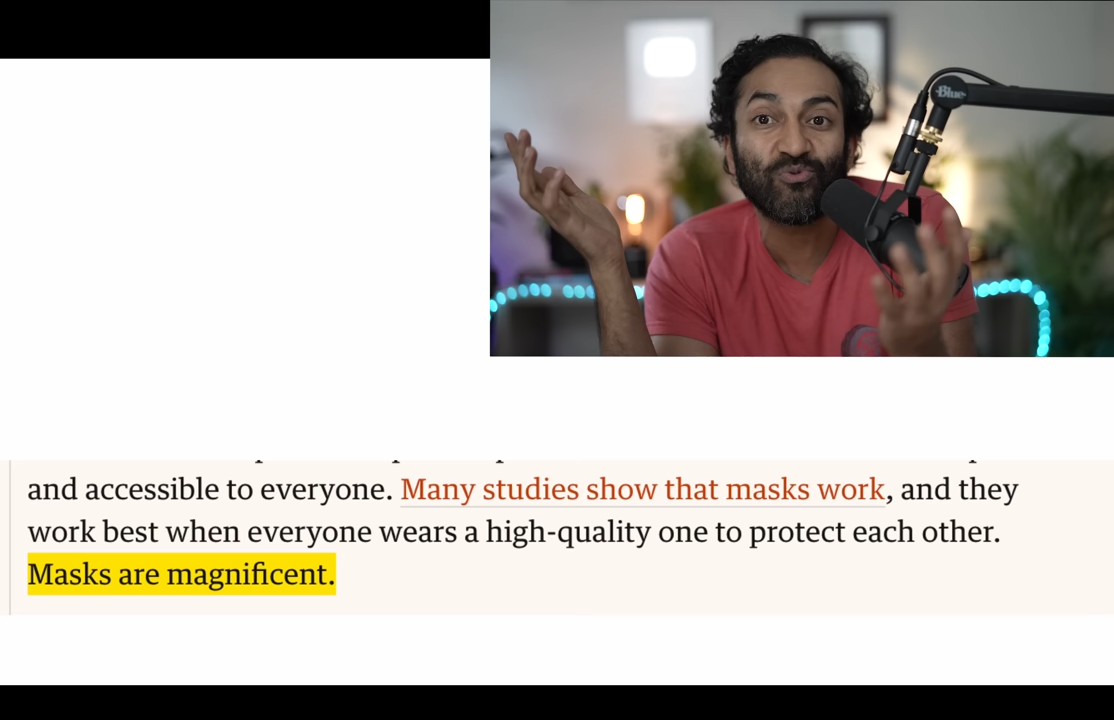 Blue
and accessible to everyone. Many studies show that masks work, and they
work best when everyone wears a high-quality one to protect each other.
Masks are magnificent.